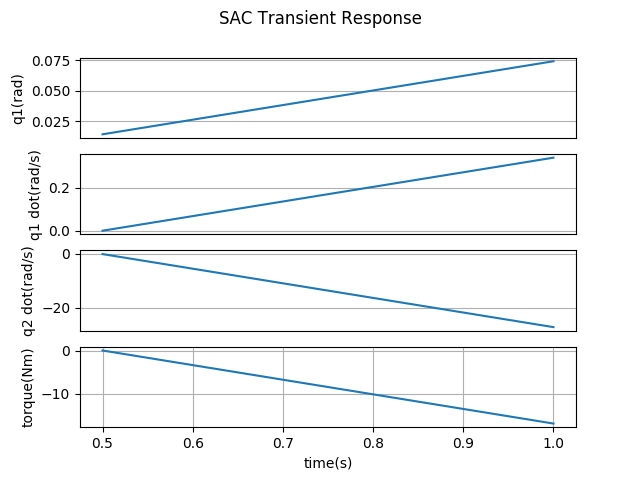 SAC Transient Response
0.075
0.050
0.025
q1(rad)
0.2
0.0
q1 dot(rad/s)
0
−20
q2 dot(rad/s)
0
−10
torque(Nm)
0.5 0.6 0.7 0.8 0.9 1.0
time(s)